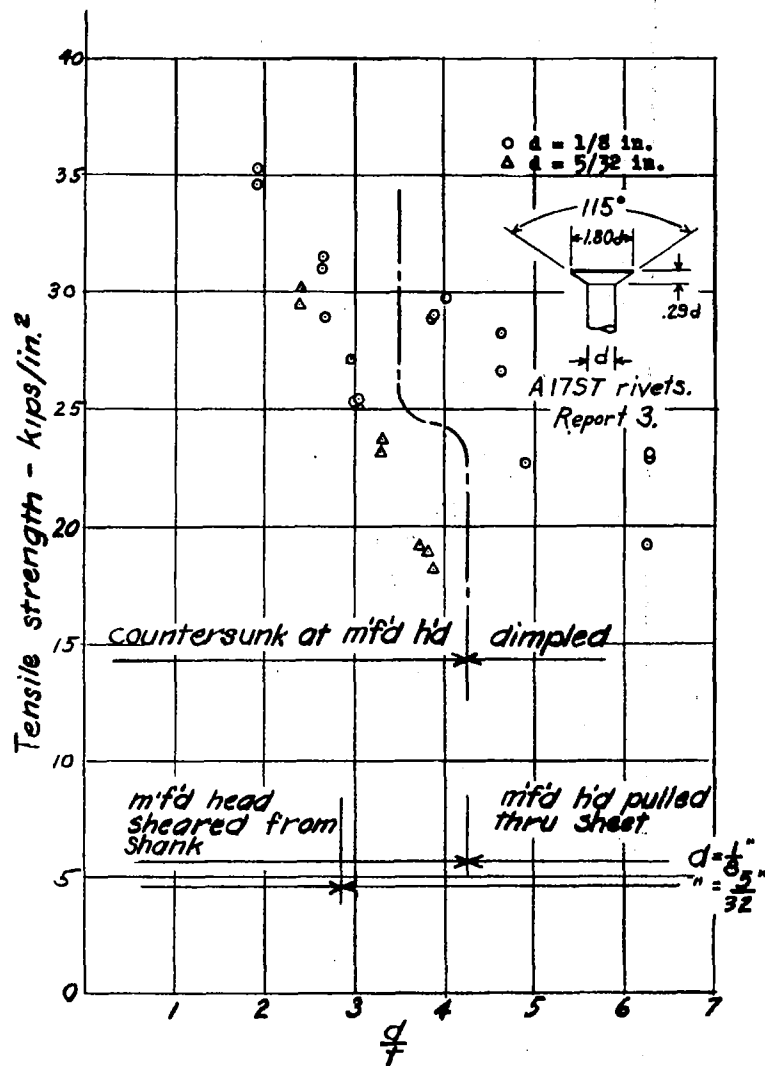 40
35
30
25
20
15
10
5
0
1
2
3
4
5
6
7
Tensile strength - kips/in.²
d/t
o d = 1/8 in.
△ d = 5/32 in.
115°
1.80d
.29d
d
A17ST rivets.
Report 3.
countersunk at m'f'd h'd
dimpled
m'f'd head
sheared from
shank
m'f'd h'd pulled
thru sheet
d = 1/8"
" = 5/32"